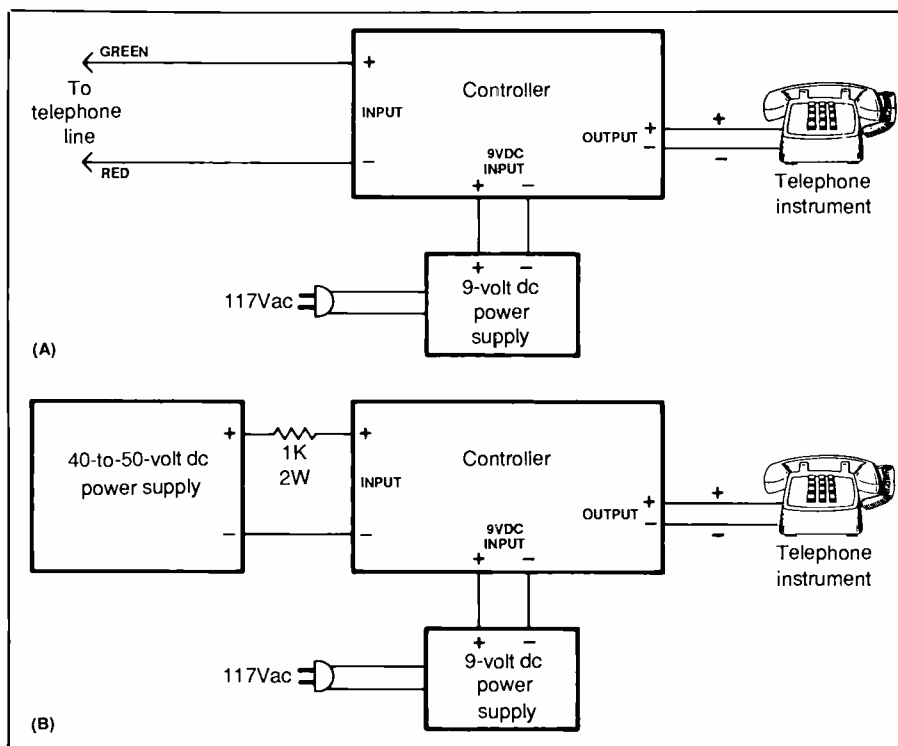 GREEN
+
To
telephone
line
INPUT
Controller
−
RED
9VDC
INPUT
+ −
OUTPUT
+
−
+
−
Telephone
instrument
+ −
9-volt dc
power
supply
117Vac
(A)
40-to-50-volt dc
power supply
+
−
1K
2W
+
INPUT
−
Controller
9VDC
INPUT
+ −
OUTPUT
+
−
+
−
Telephone
instrument
+ −
9-volt dc
power
supply
117Vac
(B)